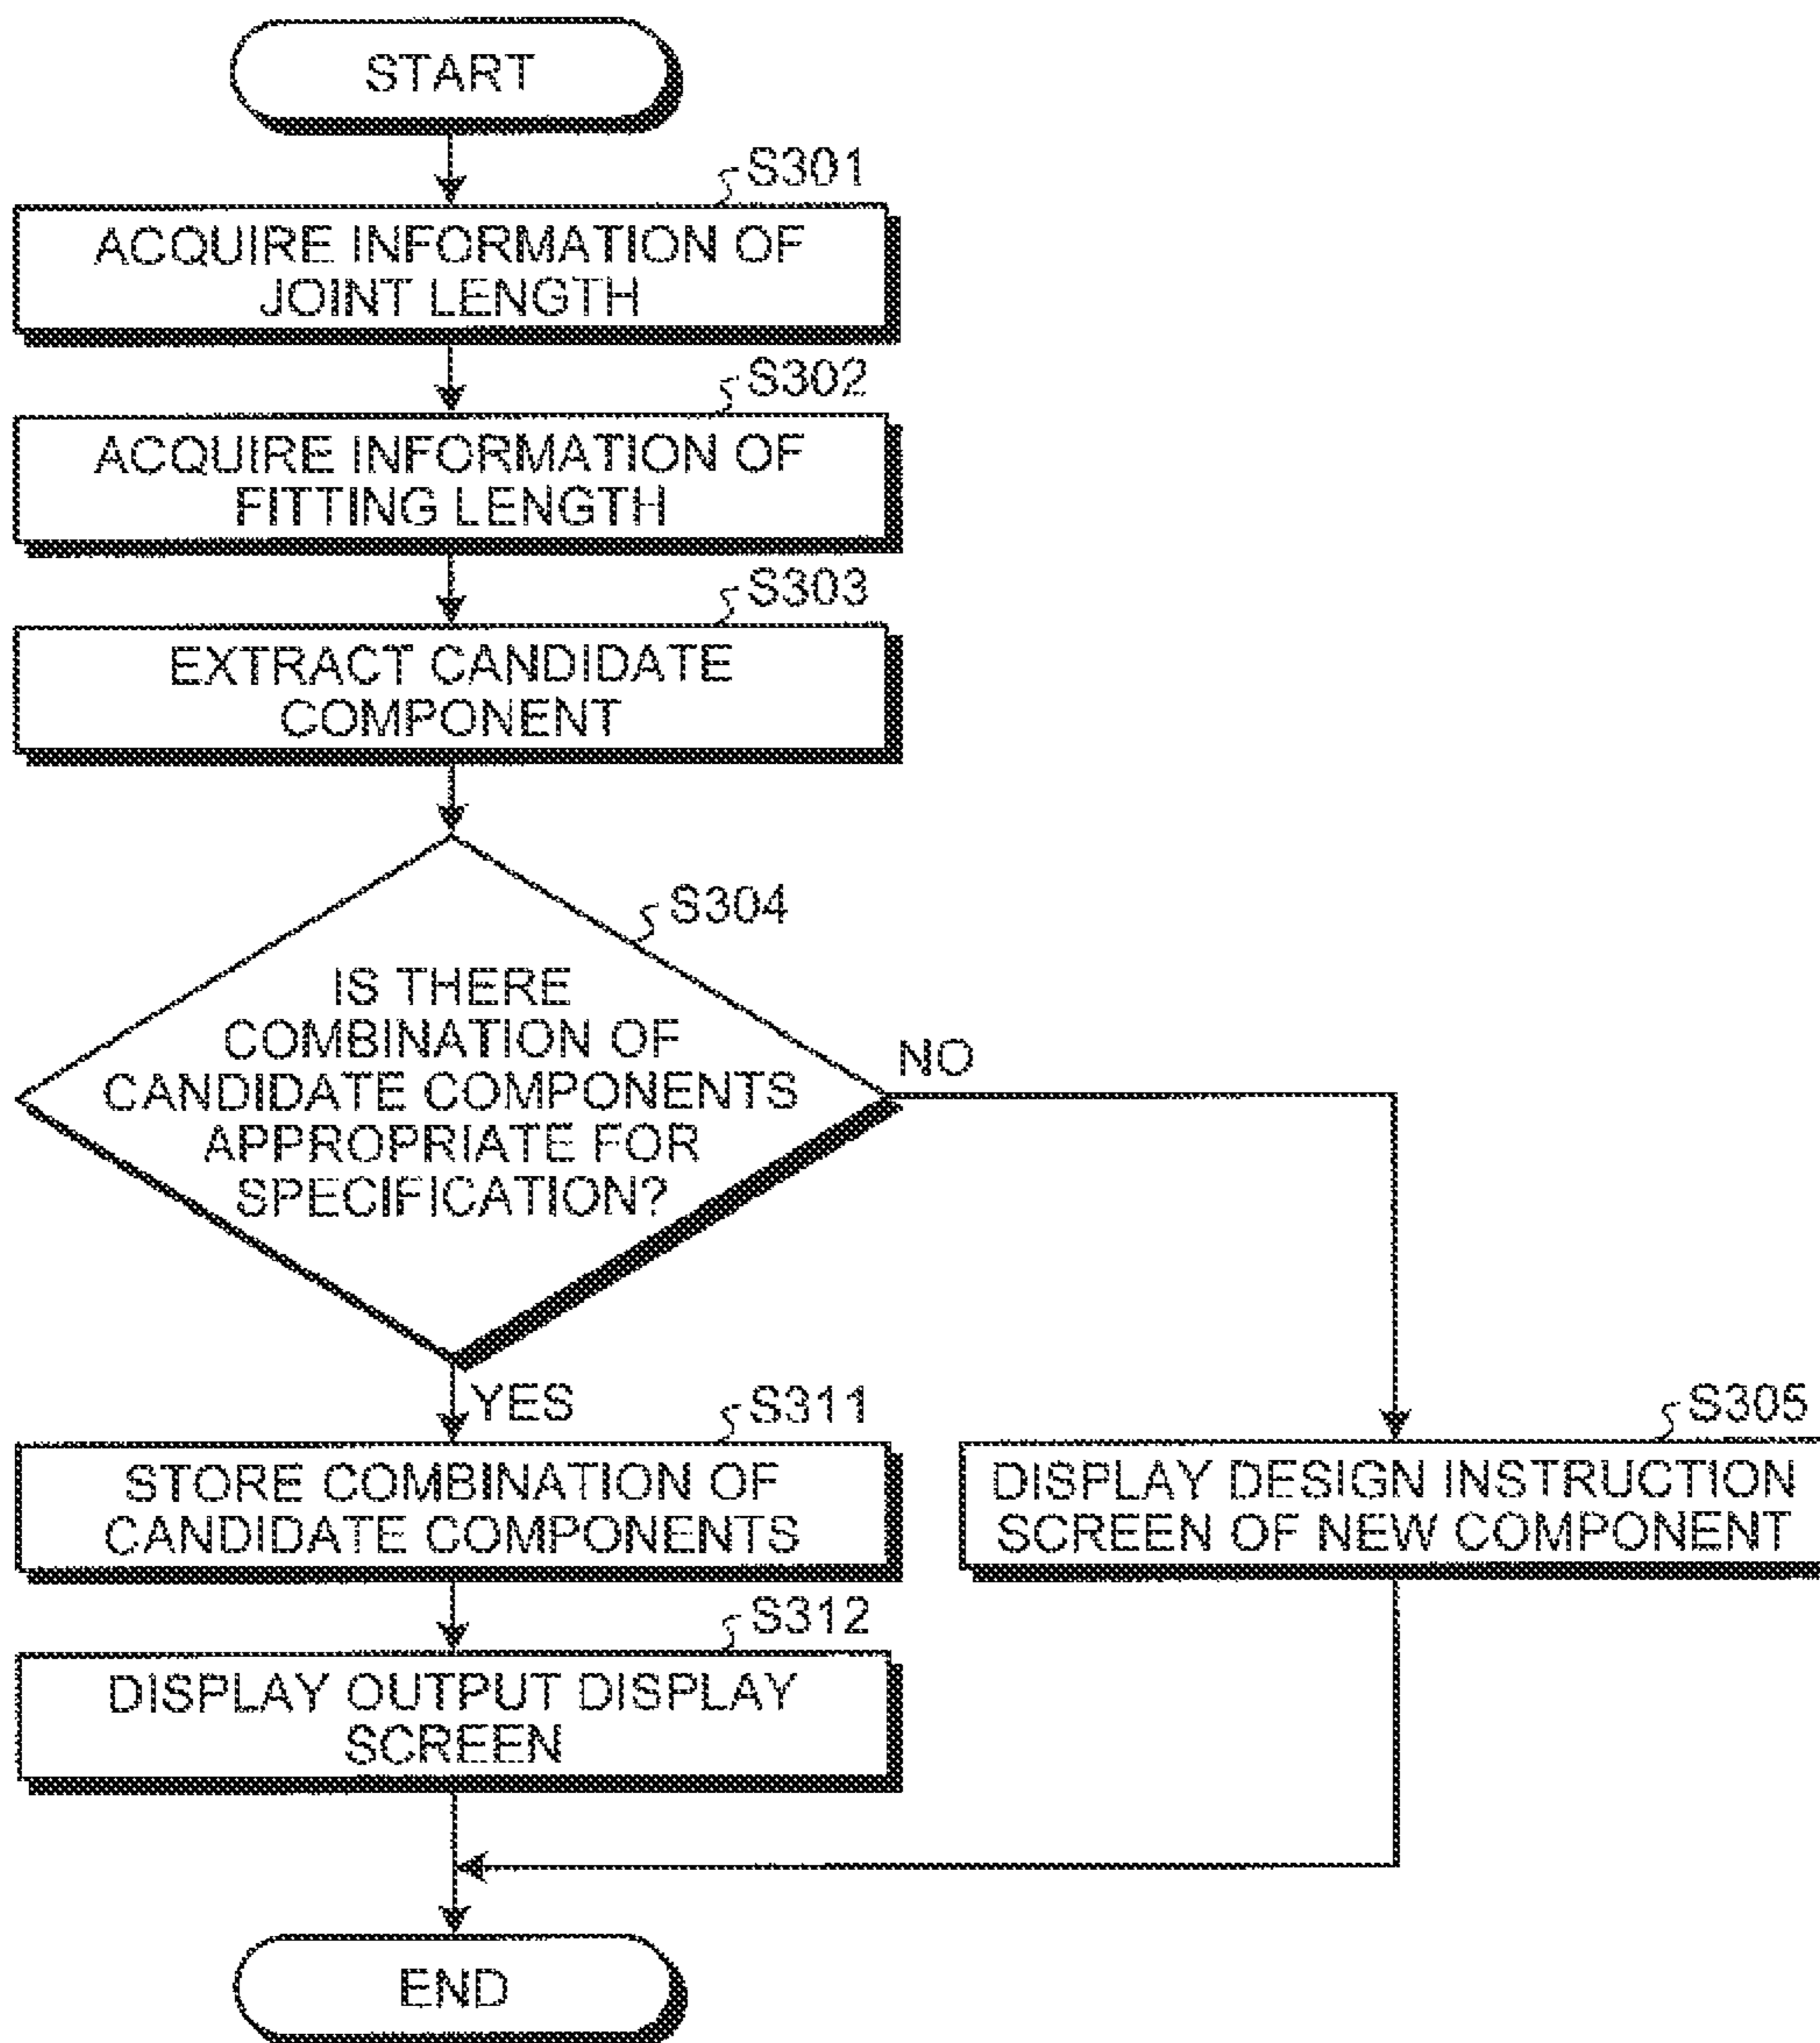 START
S301
ACQUIRE INFORMATION OF
JOINT LENGTH
S302
ACQUIRE INFORMATION OF
FITTING LENGTH
S303
EXTRACT CANDIDATE
COMPONENT
S304
IS THERE
COMBINATION OF
CANDIDATE COMPONENTS
APPROPRIATE FOR
SPECIFICATION?
NO
YES
S311
STORE COMBINATION OF
CANDIDATE COMPONENTS
S305
DISPLAY DESIGN INSTRUCTION
SCREEN OF NEW COMPONENT
S312
DISPLAY OUTPUT DISPLAY
SCREEN
END